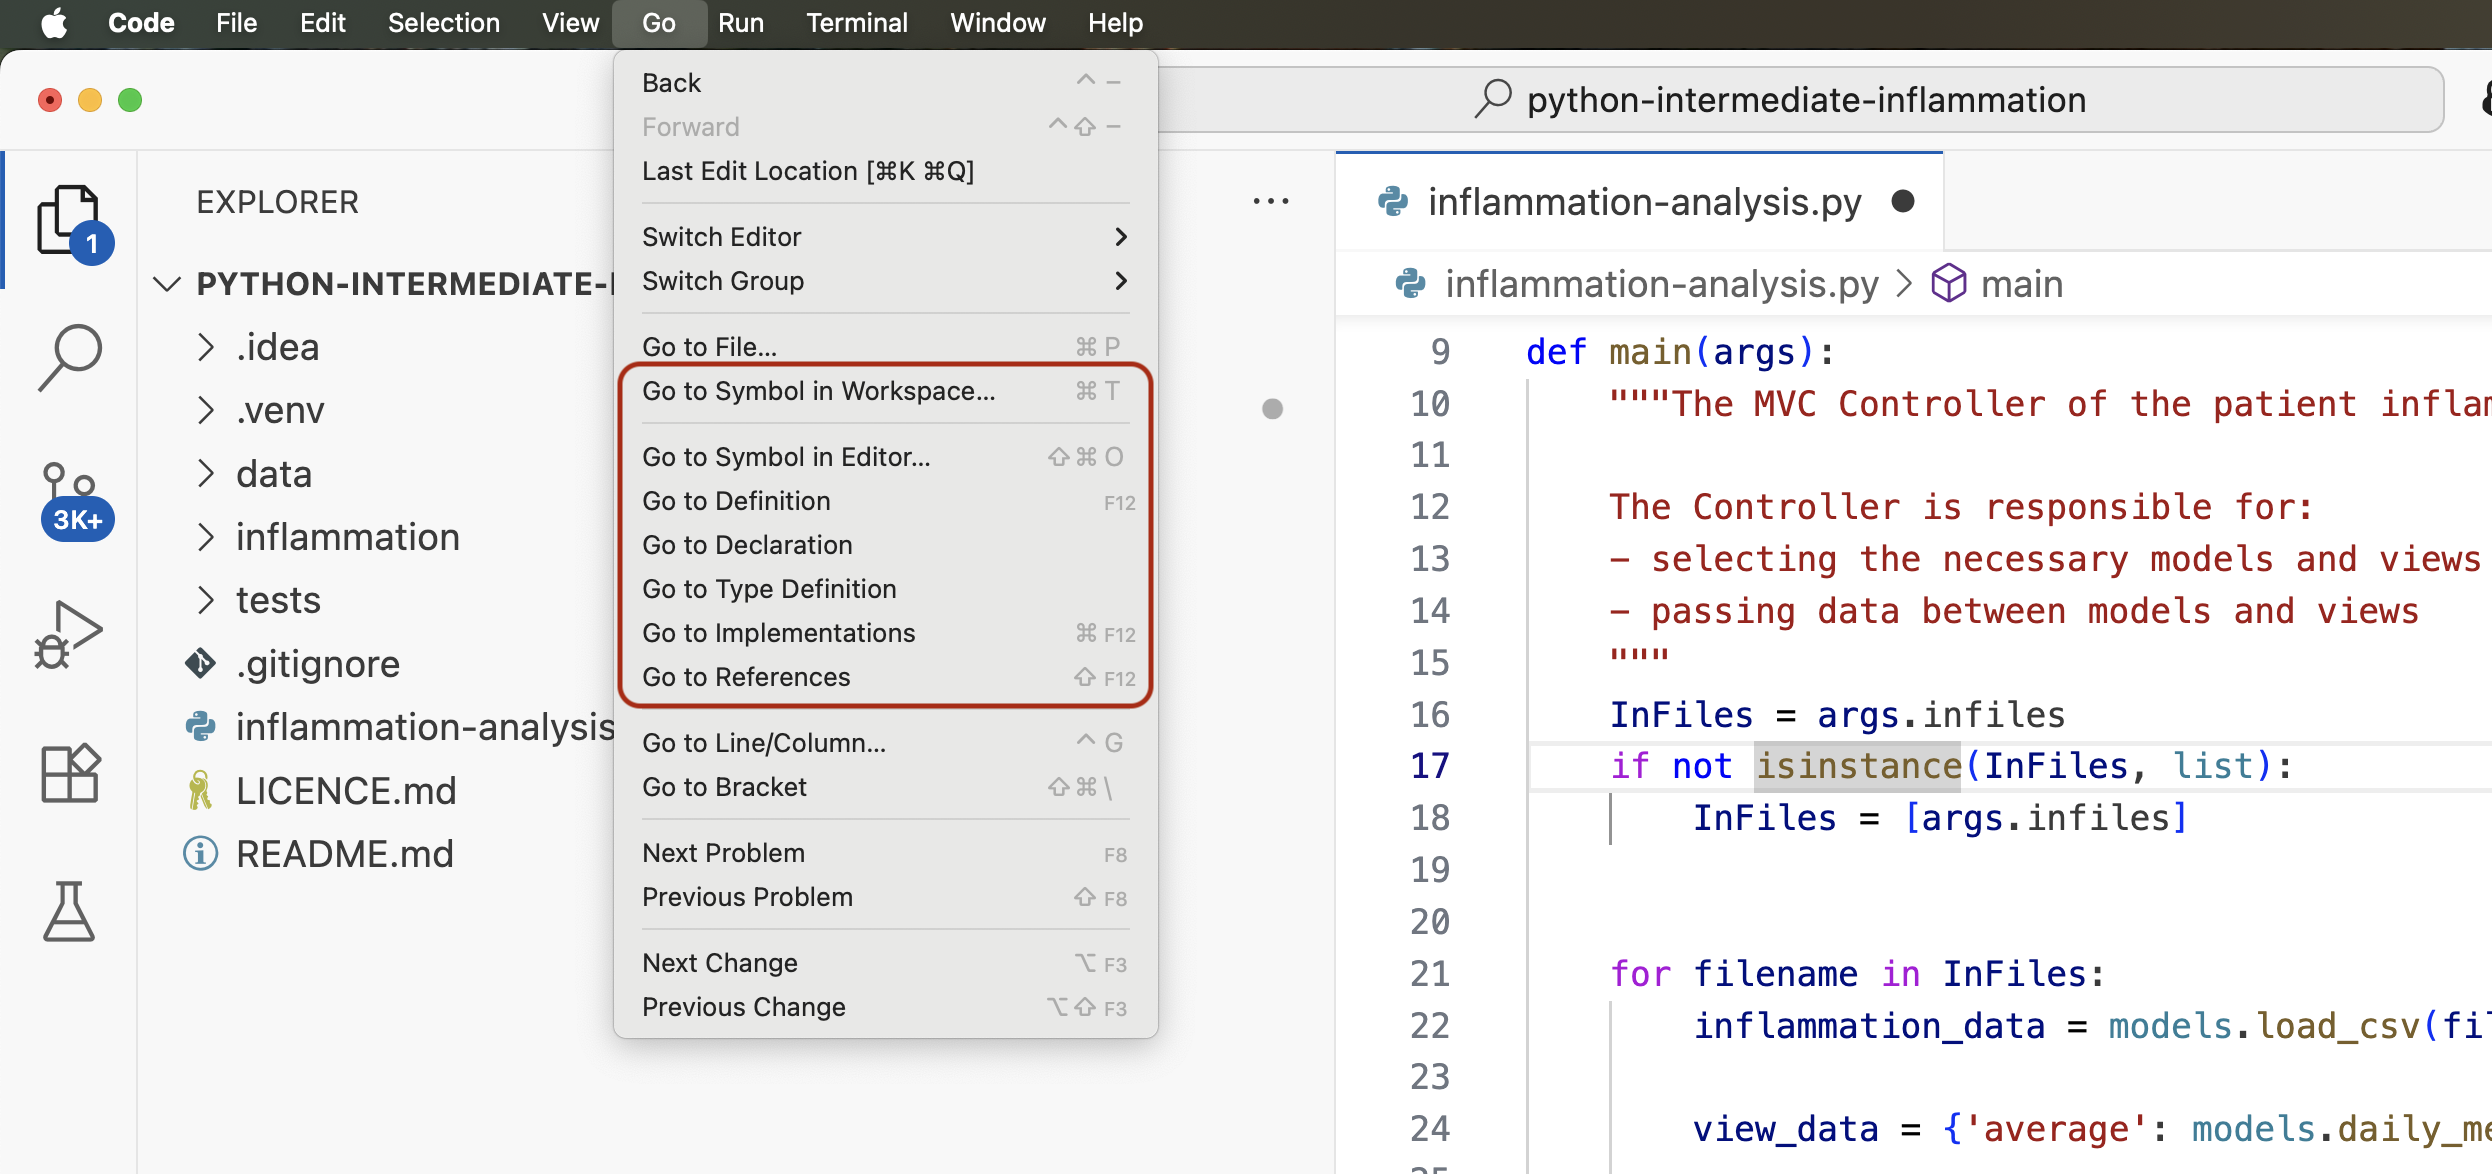 Code File Edit Selection View Go Run Terminal Window Help
python-intermediate-inflammation
EXPLORER
1
PYTHON-INTERMEDIATE-
.idea
.venv
data
3K+
inflammation
tests
.gitignore
inflammation-analysis
LICENCE.md
README.md
Back ⌃ –
Forward ⌃⇧ –
Last Edit Location [⌘K ⌘Q]
Switch Editor
Switch Group
Go to File... ⌘ P
Go to Symbol in Workspace... ⌘ T
Go to Symbol in Editor... ⇧⌘ O
Go to Definition F12
Go to Declaration
Go to Type Definition
Go to Implementations ⌘ F12
Go to References ⇧ F12
Go to Line/Column... ⌃ G
Go to Bracket ⇧⌘ \
Next Problem F8
Previous Problem ⇧ F8
Next Change ⌥ F3
Previous Change ⌥⇧ F3
inflammation-analysis.py
inflammation-analysis.py > main
9 def main(args):
10 """The MVC Controller of the patient
11
12 The Controller is responsible for:
13 - selecting the necessary models and views
14 - passing data between models and views
15 """
16 InFiles = args.infiles
17 if not isinstance(InFiles, list):
18 InFiles = [args.infiles]
19
20
21 for filename in InFiles:
22 inflammation_data = models.load_csv(
23
24 view_data = {'average': models.